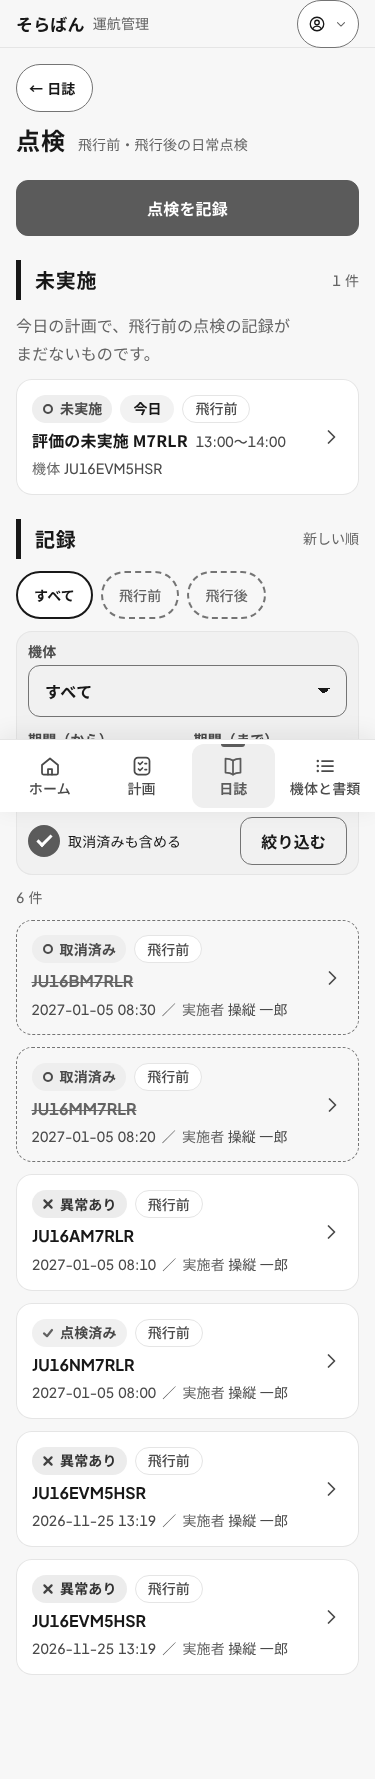 そらばん 運航管理
← 日誌
点検 飛行前・飛行後の日常点検
点検を記録
未実施 1 件
今日の計画で、飛行前の点検の記録が
まだないものです。
未実施 今日 飛行前
評価の未実施 M7RLR 13:00〜14:00
機体 JU16EVM5HSR
記録 新しい順
すべて 飛行前 飛行後
機体
すべて
期間（から） 期間（まで）
ホーム 計画 日誌 機体と書類
取消済みも含める 絞り込む
6 件
取消済み 飛行前
JU16BM7RLR
2027-01-05 08:30 ／ 実施者 操縦 一郎
取消済み 飛行前
JU16MM7RLR
2027-01-05 08:20 ／ 実施者 操縦 一郎
異常あり 飛行前
JU16AM7RLR
2027-01-05 08:10 ／ 実施者 操縦 一郎
点検済み 飛行前
JU16NM7RLR
2027-01-05 08:00 ／ 実施者 操縦 一郎
異常あり 飛行前
JU16EVM5HSR
2026-11-25 13:19 ／ 実施者 操縦 一郎
異常あり 飛行前
JU16EVM5HSR
2026-11-25 13:19 ／ 実施者 操縦 一郎